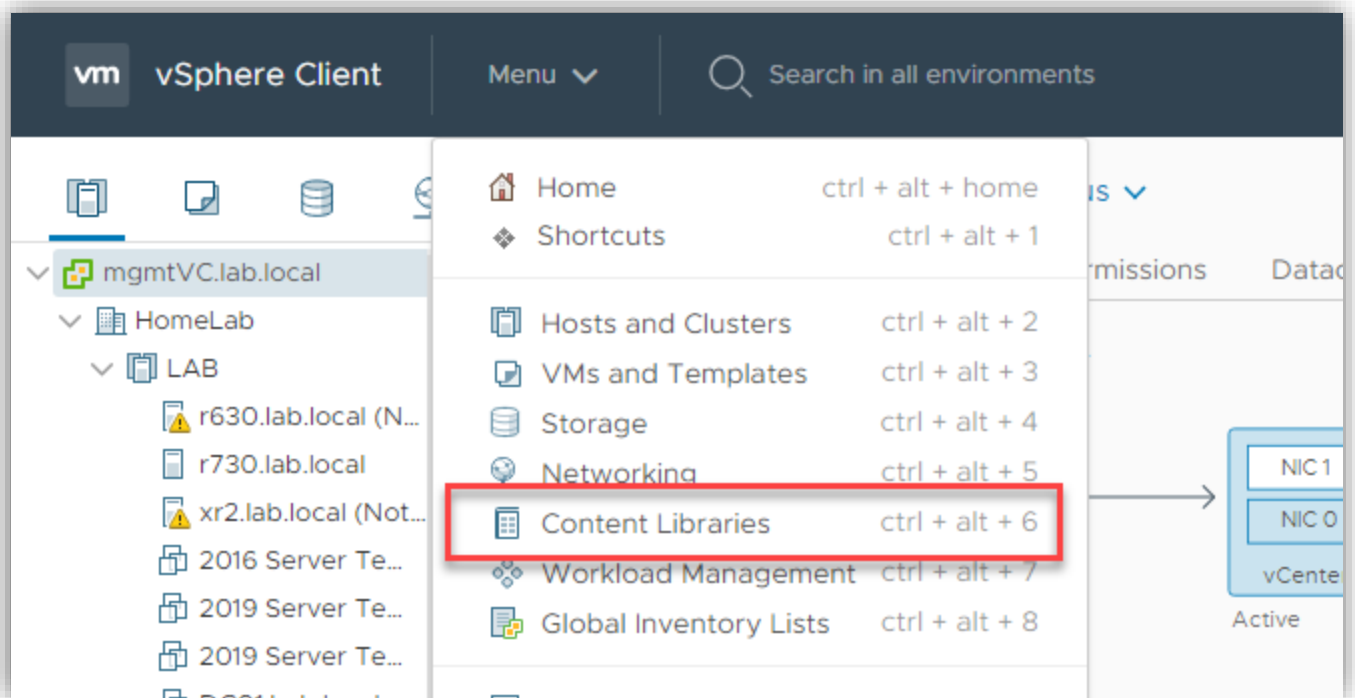 vm vSphere Client Menu Search in all environments
mgmtVC.lab.local
HomeLab
LAB
r630.lab.local (N...
r730.lab.local
xr2.lab.local (Not...
2016 Server Te...
2019 Server Te...
2019 Server Te...
Home ctrl + alt + home
Shortcuts ctrl + alt + 1
Hosts and Clusters ctrl + alt + 2
VMs and Templates ctrl + alt + 3
Storage ctrl + alt + 4
Networking ctrl + alt + 5
Content Libraries ctrl + alt + 6
Workload Management ctrl + alt + 7
Global Inventory Lists ctrl + alt + 8
NIC 1
NIC 0
Active